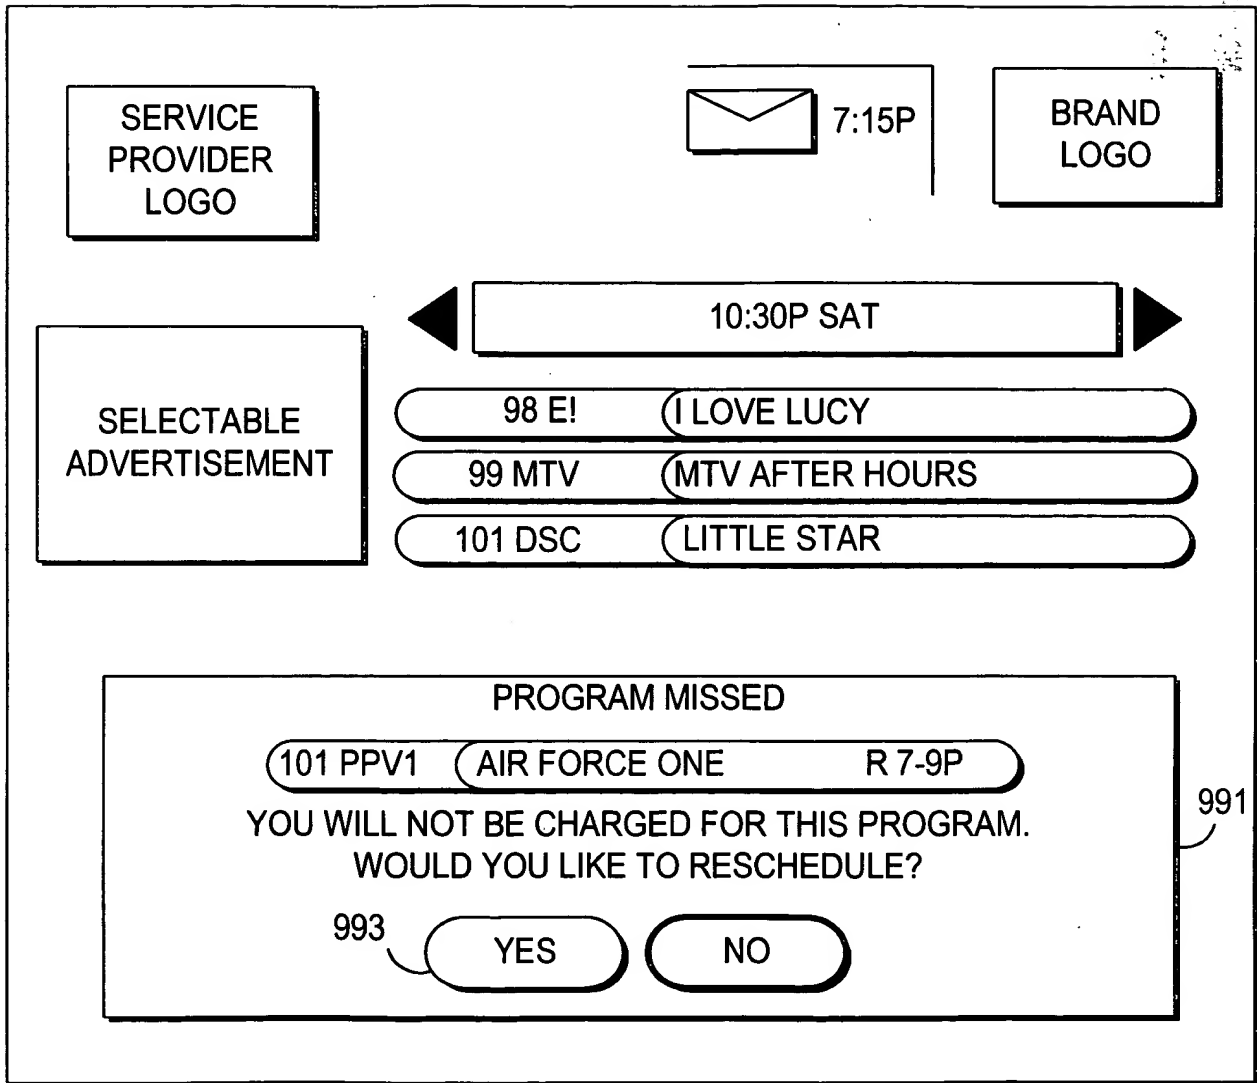 SERVICE
PROVIDER
LOGO
7:15P
BRAND
LOGO
10:30P SAT
SELECTABLE
ADVERTISEMENT
98 E! I LOVE LUCY
99 MTV MTV AFTER HOURS
101 DSC LITTLE STAR
PROGRAM MISSED
101 PPV1 AIR FORCE ONE R 7-9P
YOU WILL NOT BE CHARGED FOR THIS PROGRAM.
WOULD YOU LIKE TO RESCHEDULE?
991
993
YES NO